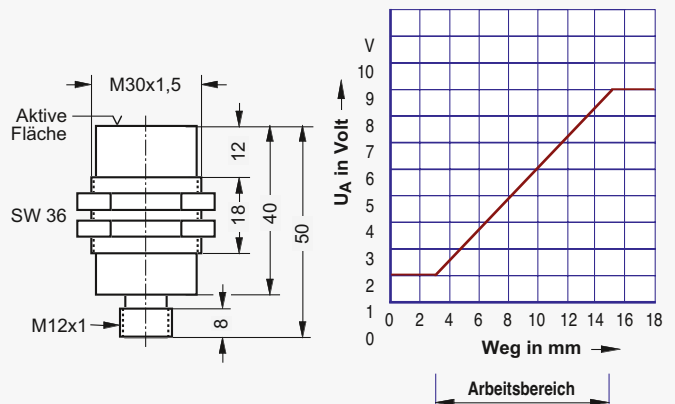 M30x1,5
Aktive
Fläche
12
SW 36
18
40
50
M12x1
8
V
10
9
8
7
6
5
4
3
2
1
0
UA in Volt
0 2 4 6 8 10 12 14 16 18
Weg in mm
Arbeitsbereich